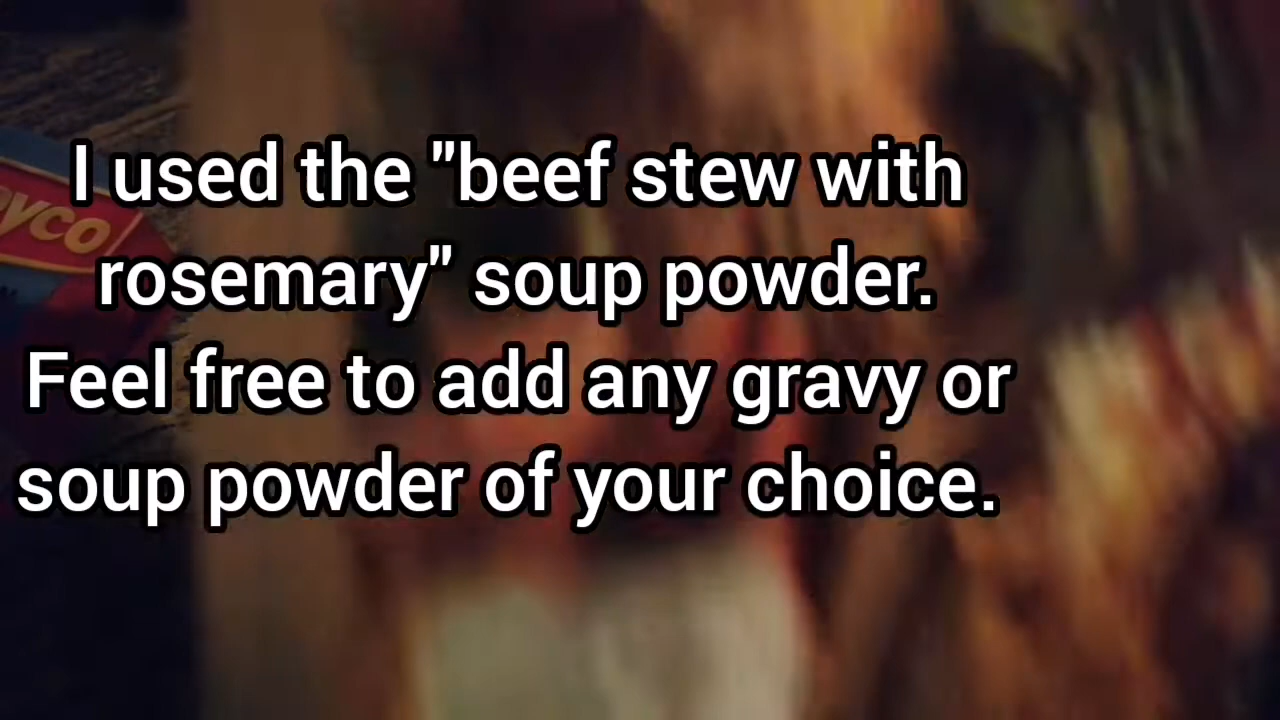 I used the "beef stew with
rosemary" soup powder.
Feel free to add any gravy or
soup powder of your choice.
yco